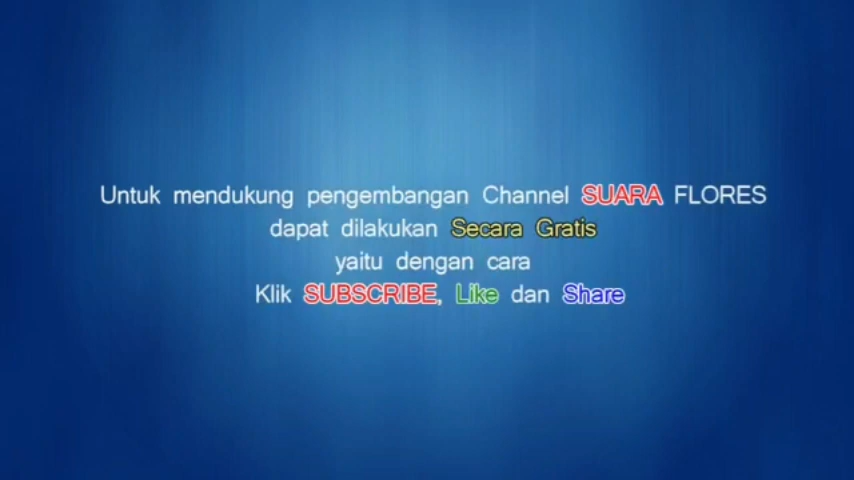 Untuk mendukung pengembangan Channel SUARA FLORES
dapat dilakukan Secara Gratis
yaitu dengan cara
Klik SUBSCRIBE, Like dan Share